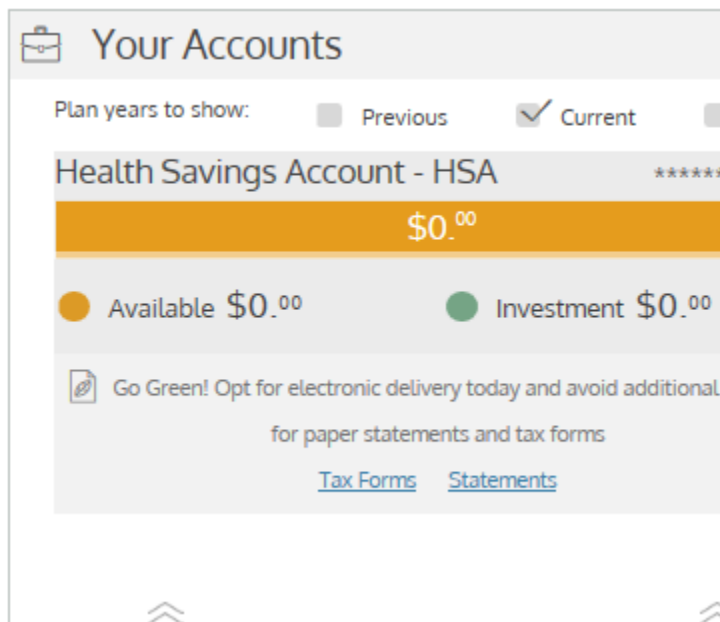 Your Accounts
Plan years to show: Previous Current
Health Savings Account - HSA ******
$0.00
Available $0.00 Investment $0.00
Go Green! Opt for electronic delivery today and avoid additional
for paper statements and tax forms
Tax Forms Statements